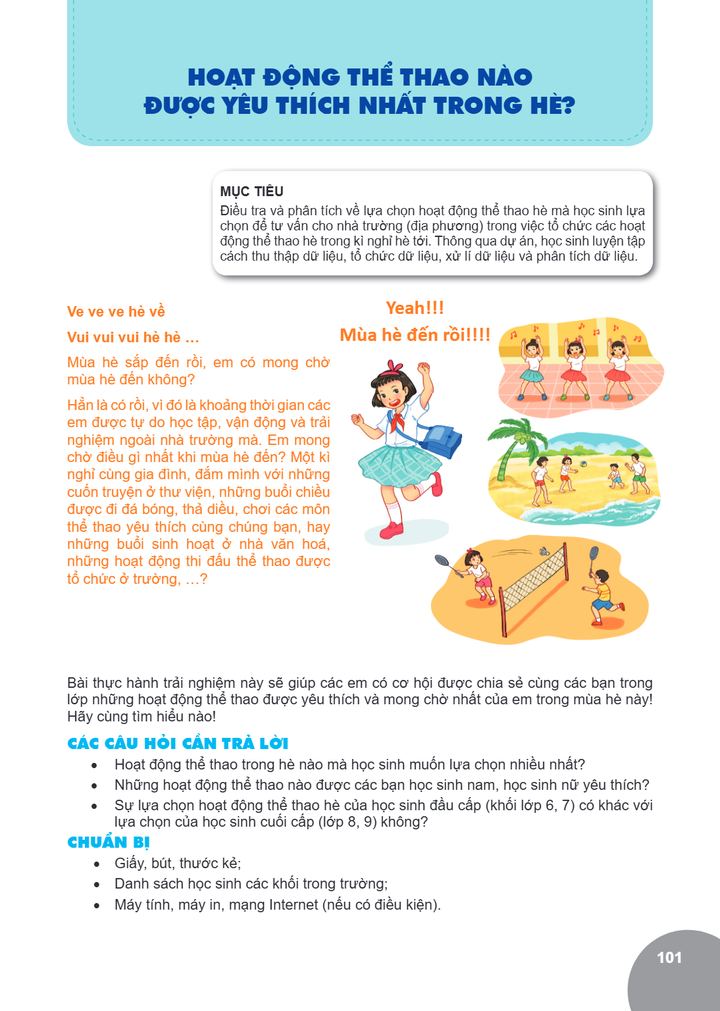 HOẠT ĐỘNG THỂ THAO NÀO
ĐƯỢC YÊU THÍCH NHẤT TRONG HÈ?
MỤC TIÊU
Điều tra và phân tích về lựa chọn hoạt động thể thao hè mà học sinh lựa
chọn để tư vấn cho nhà trường (địa phương) trong việc tổ chức các hoạt
động thể thao hè trong kì nghỉ hè tới. Thông qua dự án, học sinh luyện tập
cách thu thập dữ liệu, tổ chức dữ liệu, xử lí dữ liệu và phân tích dữ liệu.
Ve ve ve hè về
Vui vui vui hè hè …
Mùa hè sắp đến rồi, em có mong chờ
mùa hè đến không?
Hẳn là có rồi, vì đó là khoảng thời gian các
em được tự do học tập, vận động và trải
nghiệm ngoài nhà trường mà. Em mong
chờ điều gì nhất khi mùa hè đến? Một kì
nghỉ cùng gia đình, đắm mình với những
cuốn truyện ở thư viện, những buổi chiều
được đi đá bóng, thả diều, chơi các môn
thể thao yêu thích cùng chúng bạn, hay
những buổi sinh hoạt ở nhà văn hoá,
những hoạt động thi đấu thể thao được
tổ chức ở trường, …?
Yeah!!!
Mùa hè đến rồi!!!!
Bài thực hành trải nghiệm này sẽ giúp các em có cơ hội được chia sẻ cùng các bạn trong
lớp những hoạt động thể thao được yêu thích và mong chờ nhất của em trong mùa hè này!
Hãy cùng tìm hiểu nào!
CÁC CÂU HỎI CẦN TRẢ LỜI
• Hoạt động thể thao trong hè nào mà học sinh muốn lựa chọn nhiều nhất?
• Những hoạt động thể thao nào được các bạn học sinh nam, học sinh nữ yêu thích?
• Sự lựa chọn hoạt động thể thao hè của học sinh đầu cấp (khối lớp 6, 7) có khác với
lựa chọn của học sinh cuối cấp (lớp 8, 9) không?
CHUẨN BỊ
• Giấy, bút, thước kẻ;
• Danh sách học sinh các khối trong trường;
• Máy tính, máy in, mạng Internet (nếu có điều kiện).
101